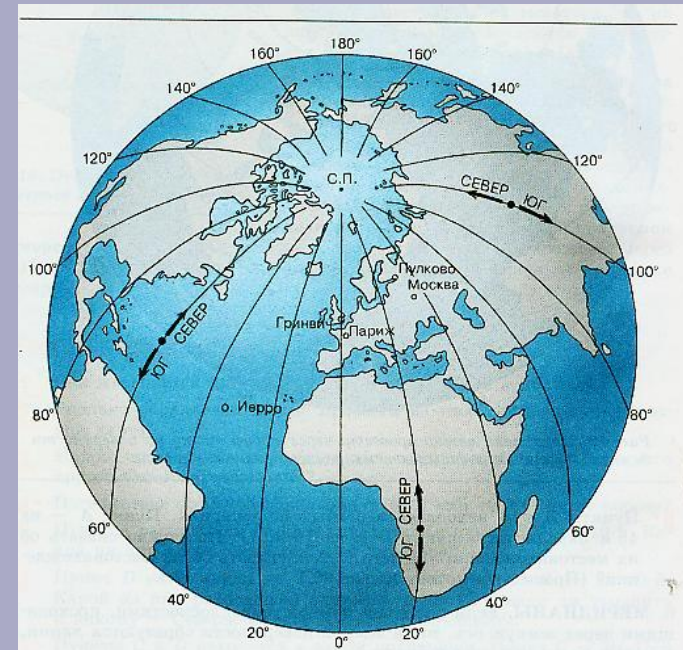 180°
160°
160°
140°
140°
120°
120°
С.П.
СЕВЕР ЮГ
100°
100°
Пулково
Москва
Гринвич
Париж
ЮГ СЕВЕР
о. Иерро
80°
80°
ЮГ СЕВЕР
60°
60°
40°
40°
20°
20°
0°